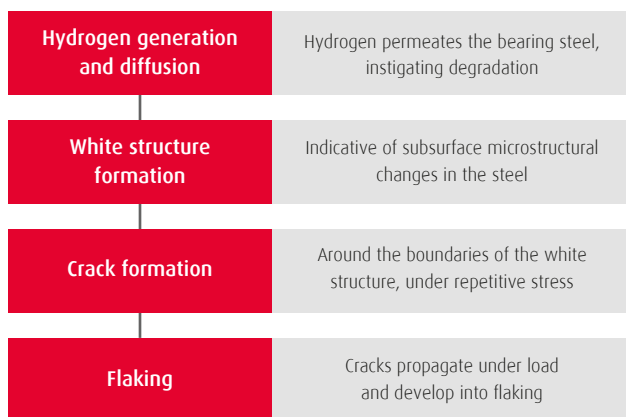 Hydrogen generation
and diffusion
Hydrogen permeates the bearing steel,
instigating degradation
White structure
formation
Indicative of subsurface microstructural
changes in the steel
Crack formation
Around the boundaries of the white
structure, under repetitive stress
Flaking
Cracks propagate under load
and develop into flaking